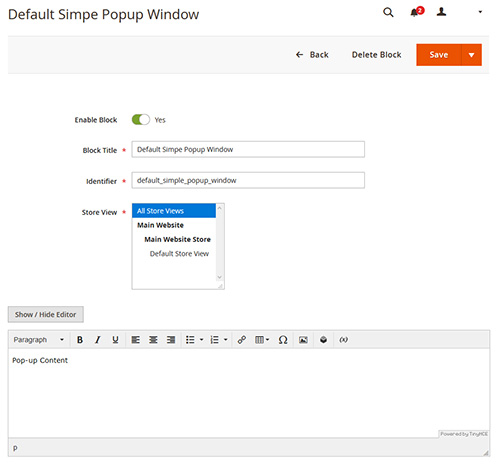 Default Simpe Popup Window
2
Back Delete Block Save
Enable Block Yes
Block Title * Default Simpe Popup Window
Identifier * default_simple_popup_window
Store View * All Store Views
Main Website
Main Website Store
Default Store View
Show / Hide Editor
Paragraph B I U Ω (x)
Pop-up Content
Powered by TinyMCE
p